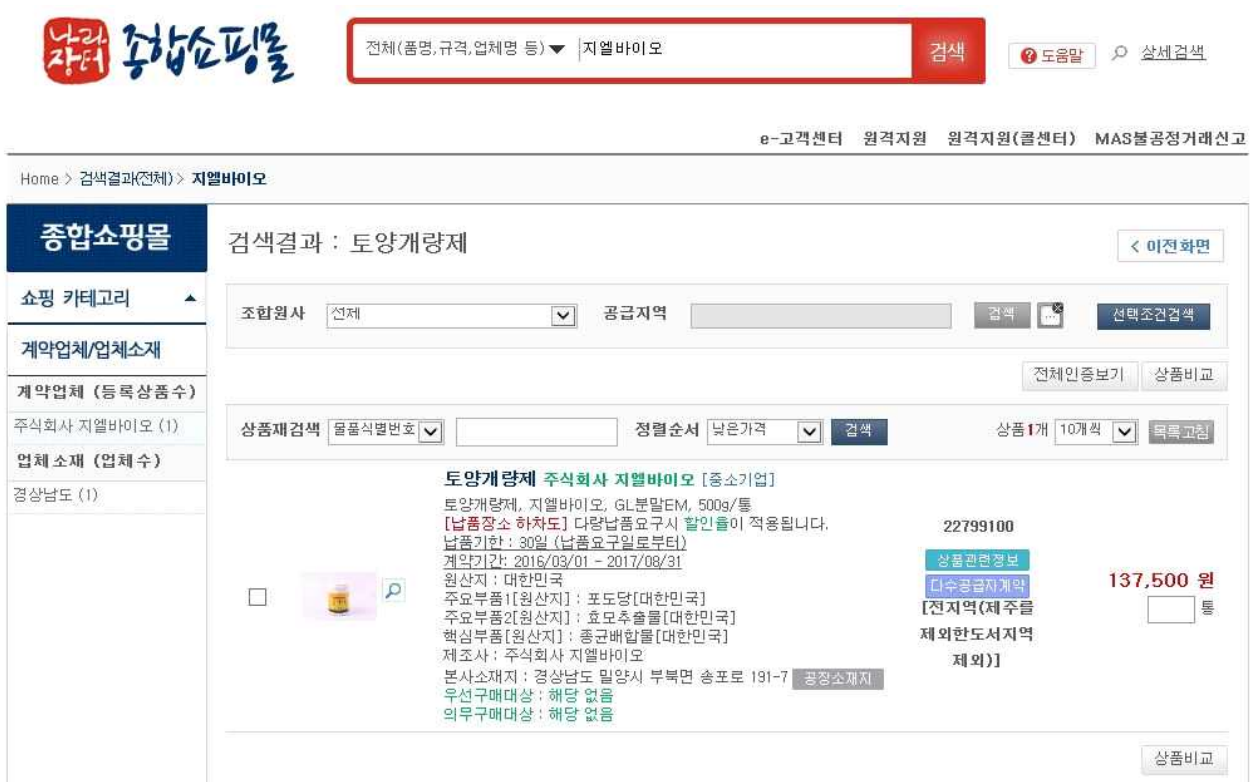 나라장터 종합쇼핑몰
전체(품명,규격,업체명 등) 지엘바이오 검색 도움말 상세검색
e-고객센터 원격지원 원격지원(콜센터) MAS불공정거래신고
Home > 검색결과(전체) > 지엘바이오
종합쇼핑몰
쇼핑 카테고리
계약업체/업체소재
계약업체 (등록상품수)
주식회사 지엘바이오 (1)
업체소재 (업체수)
경상남도 (1)
검색결과 : 토양개량제 < 이전화면
조합원사 선제 공급지역 검색 ... 선택조건검색
전체인증보기 상품비교
상품재검색 물품식별번호 정렬순서 낮은가격 검색 상품1개 10개씩 목록고침
토양개량제 주식회사 지엘바이오 [중소기업]
토양개량제, 지엘바이오, GL분말EM, 500g/통
[납품장소 하차도] 다량납품요구시 할인율이 적용됩니다.
납품기한 : 30일 (납품요구일로부터)
계약기간: 2016/03/01 - 2017/08/31
원산지 : 대한민국
주요부품1[원산지] : 포도당[대한민국]
주요부품2[원산지] : 효모추출물[대한민국]
핵심부품[원산지] : 종균배합물[대한민국]
제조사 : 주식회사 지엘바이오
본사소재지 : 경상남도 밀양시 부북면 송포로 191-7 공장소재지
우선구매대상 : 해당 없음
의무구매대상 : 해당 없음
22799100
상품관련정보
다수공급자계약
[전지역(제주를
제외한도서지역
제외)]
137,500 원
통
상품비교